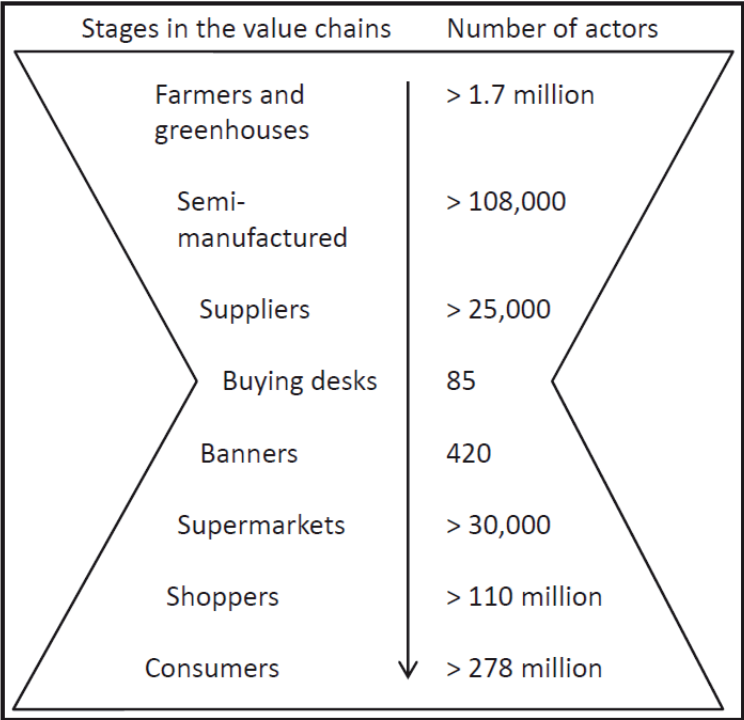 Stages in the value chains Number of actors
Farmers and > 1.7 million
greenhouses
Semi- > 108,000
manufactured
Suppliers > 25,000
Buying desks 85
Banners 420
Supermarkets > 30,000
Shoppers > 110 million
Consumers > 278 million